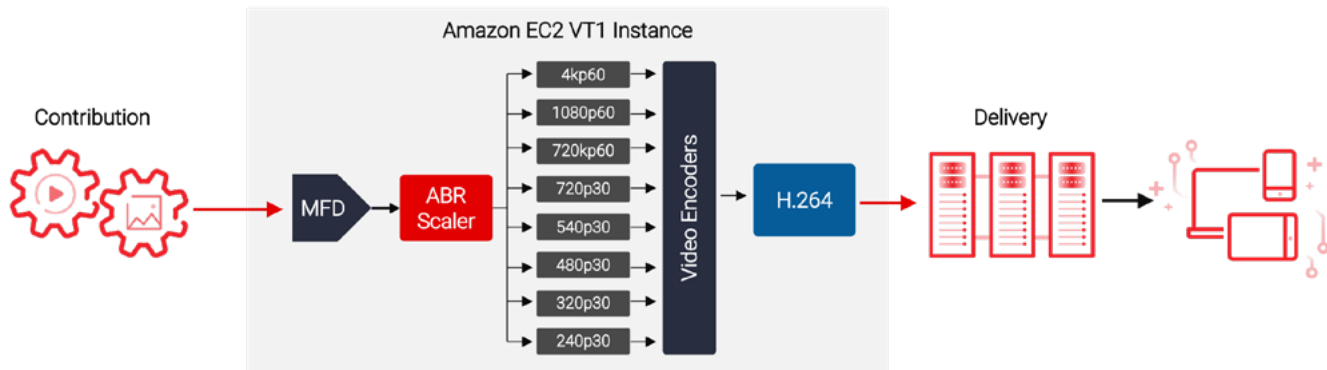 Amazon EC2 VT1 Instance
Contribution
MFD
ABR
Scaler
4kp60
1080p60
720kp60
720p30
540p30
480p30
320p30
240p30
Video Encoders
H.264
Delivery